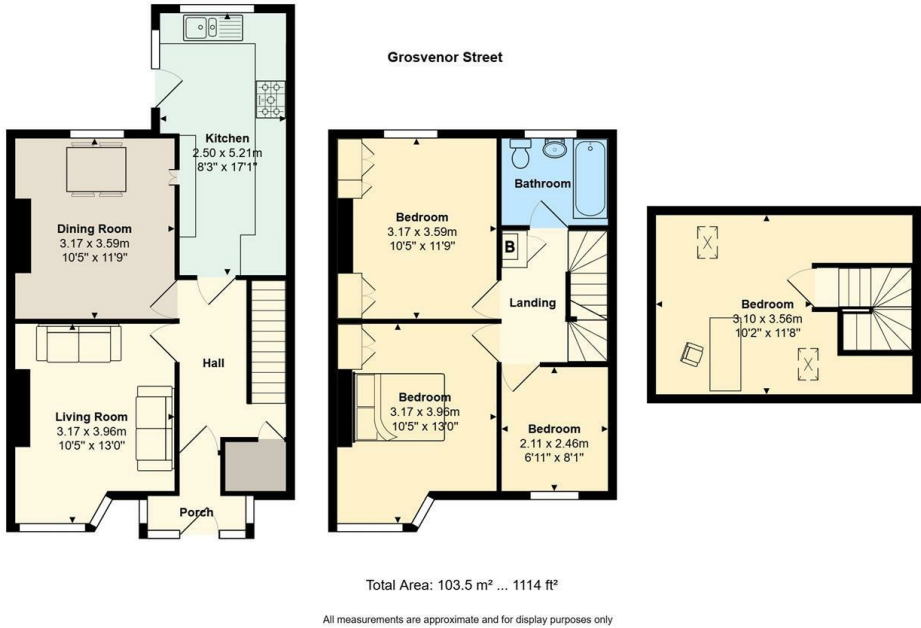 Grosvenor Street
Kitchen
2.50 x 5.21m
8'3" x 17'1"
Dining Room
3.17 x 3.59m
10'5" x 11'9"
Hall
Living Room
3.17 x 3.96m
10'5" x 13'0"
Porch
Bedroom
3.17 x 3.59m
10'5" x 11'9"
Bathroom
B
Landing
Bedroom
3.17 x 3.96m
10'5" x 13'0"
Bedroom
2.11 x 2.46m
6'11" x 8'1"
Bedroom
3.10 x 3.56m
10'2" x 11'8"
Total Area: 103.5 m² ... 1114 ft²
All measurements are approximate and for display purposes only